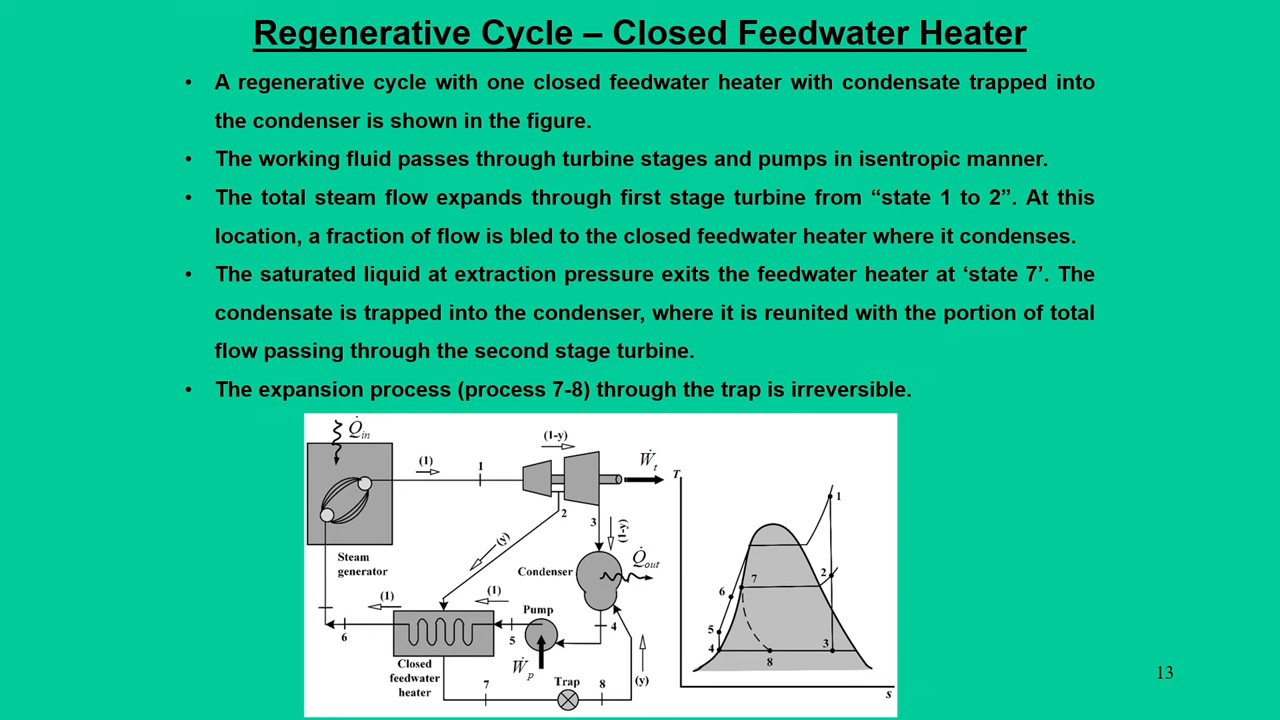 Regenerative Cycle – Closed Feedwater Heater
• A regenerative cycle with one closed feedwater heater with condensate trapped into
the condenser is shown in the figure.
• The working fluid passes through turbine stages and pumps in isentropic manner.
• The total steam flow expands through first stage turbine from “state 1 to 2”. At this
location, a fraction of flow is bled to the closed feedwater heater where it condenses.
• The saturated liquid at extraction pressure exits the feedwater heater at ‘state 7’. The
condensate is trapped into the condenser, where it is reunited with the portion of total
flow passing through the second stage turbine.
• The expansion process (process 7-8) through the trap is irreversible.
Q̇in
(1-y)
(1)
1
Ẇt
2
3
(1-y)
(y)
Steam
generator
Condenser
Q̇out
(1)
(1)
Pump
6
5
4
Ẇp
Closed
feedwater
heater
7
Trap
8
(y)
T
1
2
7
6
5
4
3
8
s
13